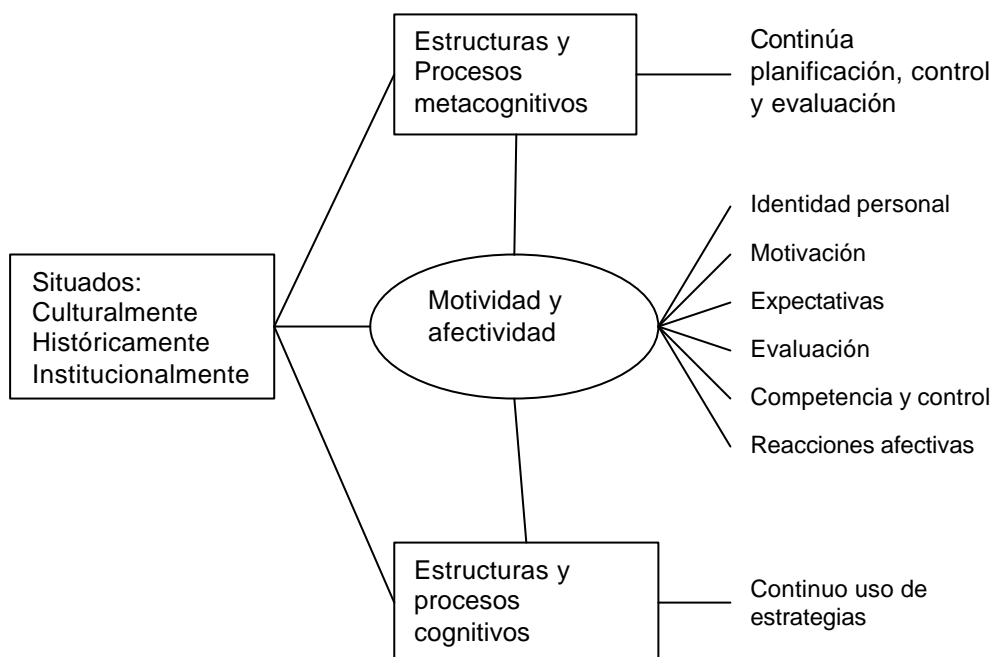 Estructuras y
Procesos
metacognitivos
Continúa
planificación, control
y evaluación
Situados:
Culturalmente
Históricamente
Institucionalmente
Motividad y
afectividad
Identidad personal
Motivación
Expectativas
Evaluación
Competencia y control
Reacciones afectivas
Estructuras y
procesos
cognitivos
Continuo uso de
estrategias